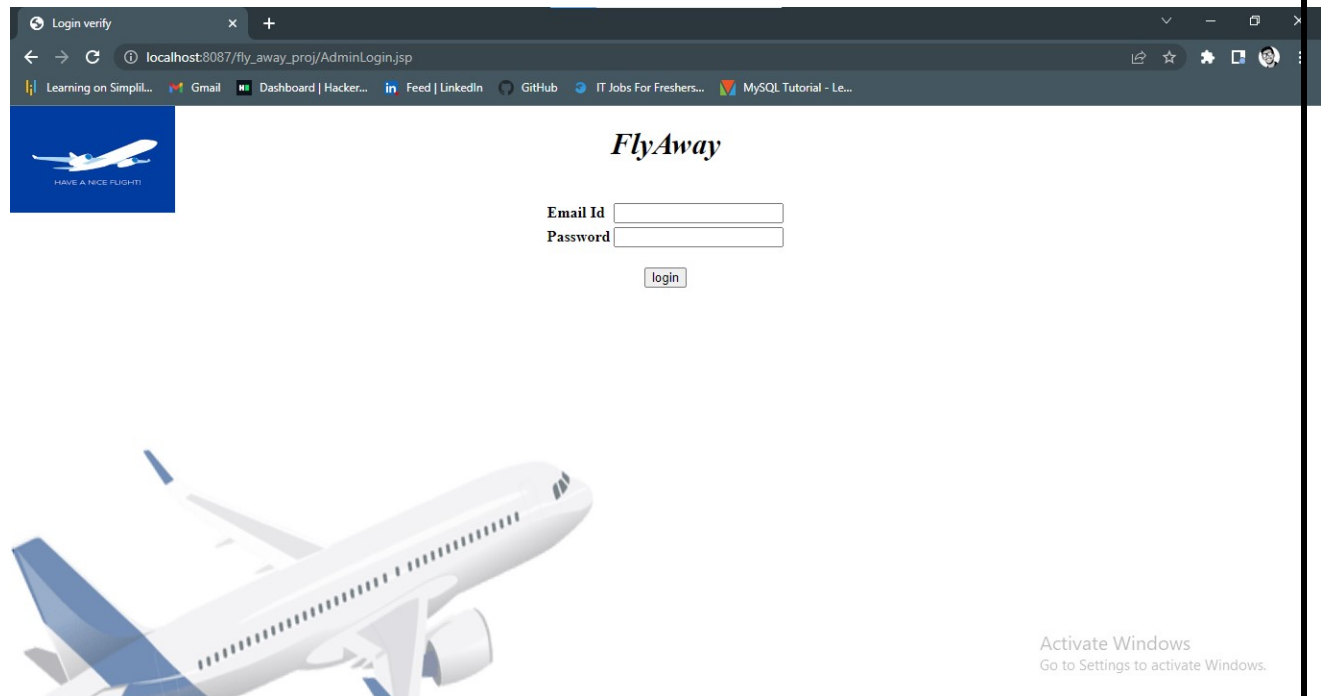 Login verify
localhost:8087/fly_away_proj/AdminLogin.jsp
Learning on Simplil... Gmail Dashboard | Hacker... Feed | LinkedIn GitHub IT Jobs For Freshers... MySQL Tutorial - Le...
HAVE A NICE FLIGHT!
FlyAway
Email Id
Password
login
Activate Windows
Go to Settings to activate Windows.